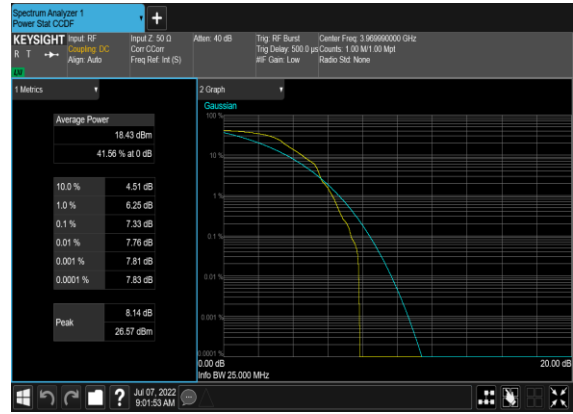 Spectrum Analyzer 1
Power Stat CCDF
KEYSIGHT
R T
LXI
Input: RF
Coupling: DC
Align: Auto
Input Z: 50 Ω
Corr CCorr
Freq Ref: Int (S)
Atten: 40 dB
Trig: RF Burst
Trig Delay: 500.0 µs
#IF Gain: Low
Center Freq: 3.969990000 GHz
Counts: 1.00 M/1.00 Mpt
Radio Std: None
1 Metrics
Average Power
18.43 dBm
41.56 % at 0 dB
10.0 % 4.51 dB
1.0 % 6.25 dB
0.1 % 7.33 dB
0.01 % 7.76 dB
0.001 % 7.81 dB
0.0001 % 7.83 dB
Peak
8.14 dB
26.57 dBm
2 Graph
Gaussian
100 %
10 %
1 %
0.1 %
0.01 %
0.001 %
0.0001 %
0.00 dB
20.00 dB
Info BW 25.000 MHz
?
Jul 07, 2022
9:01:53 AM